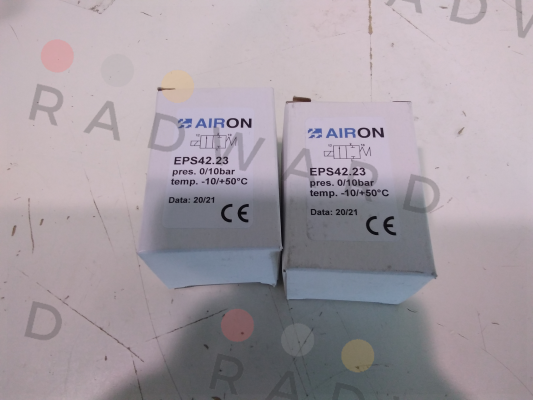 RADWARD
AIRON
EPS42.23
pres. 0/10bar
temp. -10/+50°C
Data: 20/21
CE
AIRON
EPS42.23
pres. 0/10bar
temp. -10/+50°C
Data: 20/21
CE
D
RADW